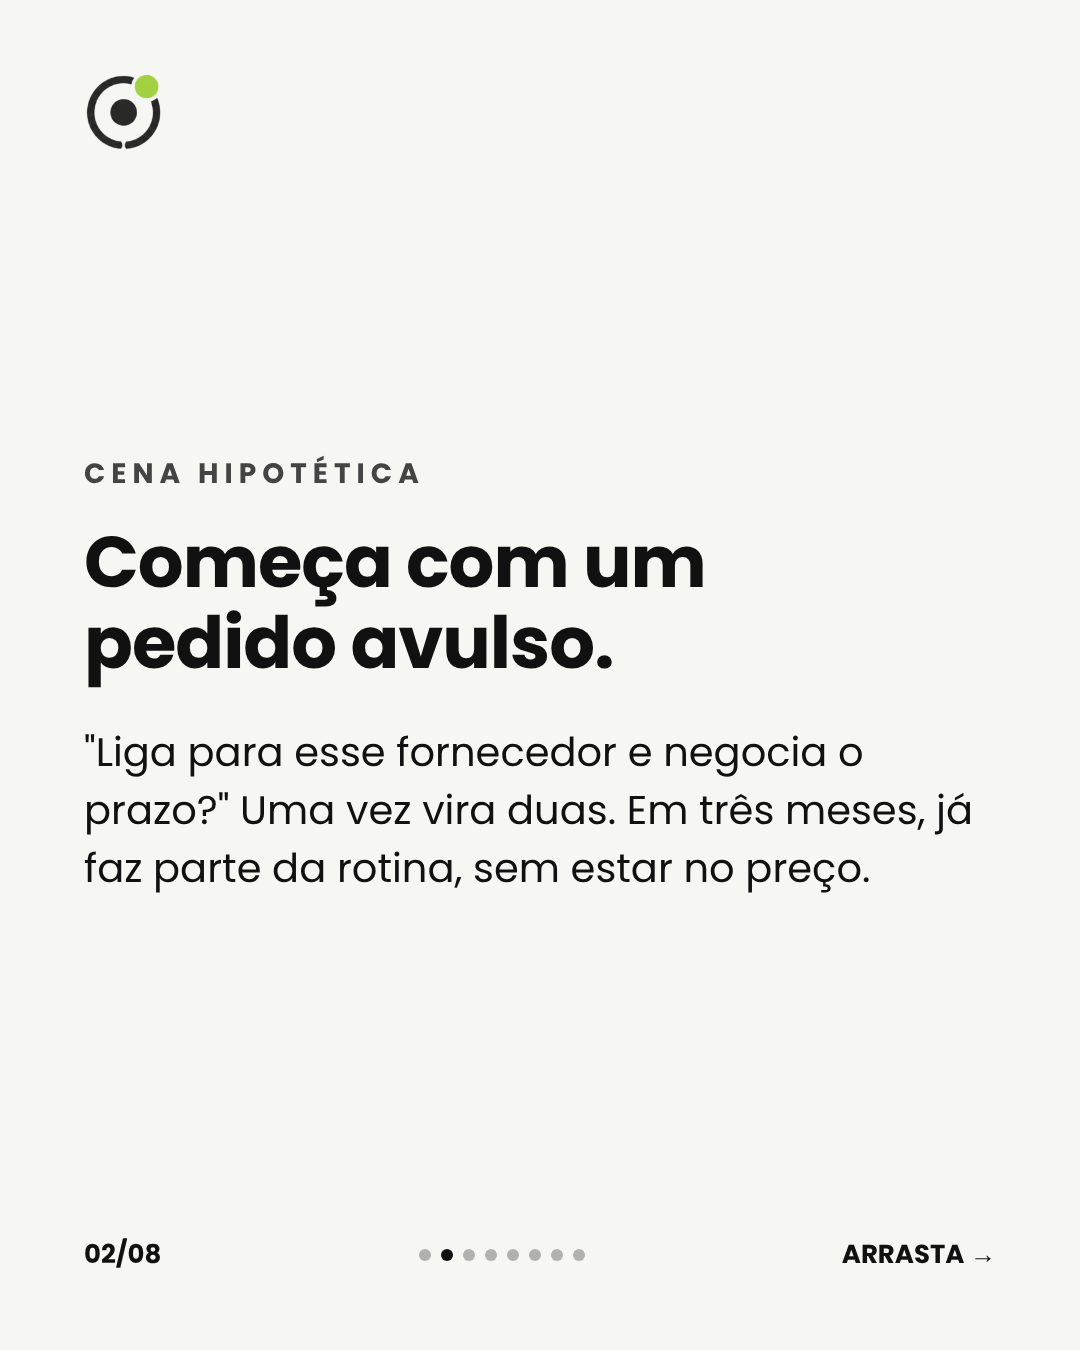 CENA HIPOTÉTICA
Começa com um
pedido avulso.
"Liga para esse fornecedor e negocia o
prazo?" Uma vez vira duas. Em três meses, já
faz parte da rotina, sem estar no preço.
02/08
ARRASTA →